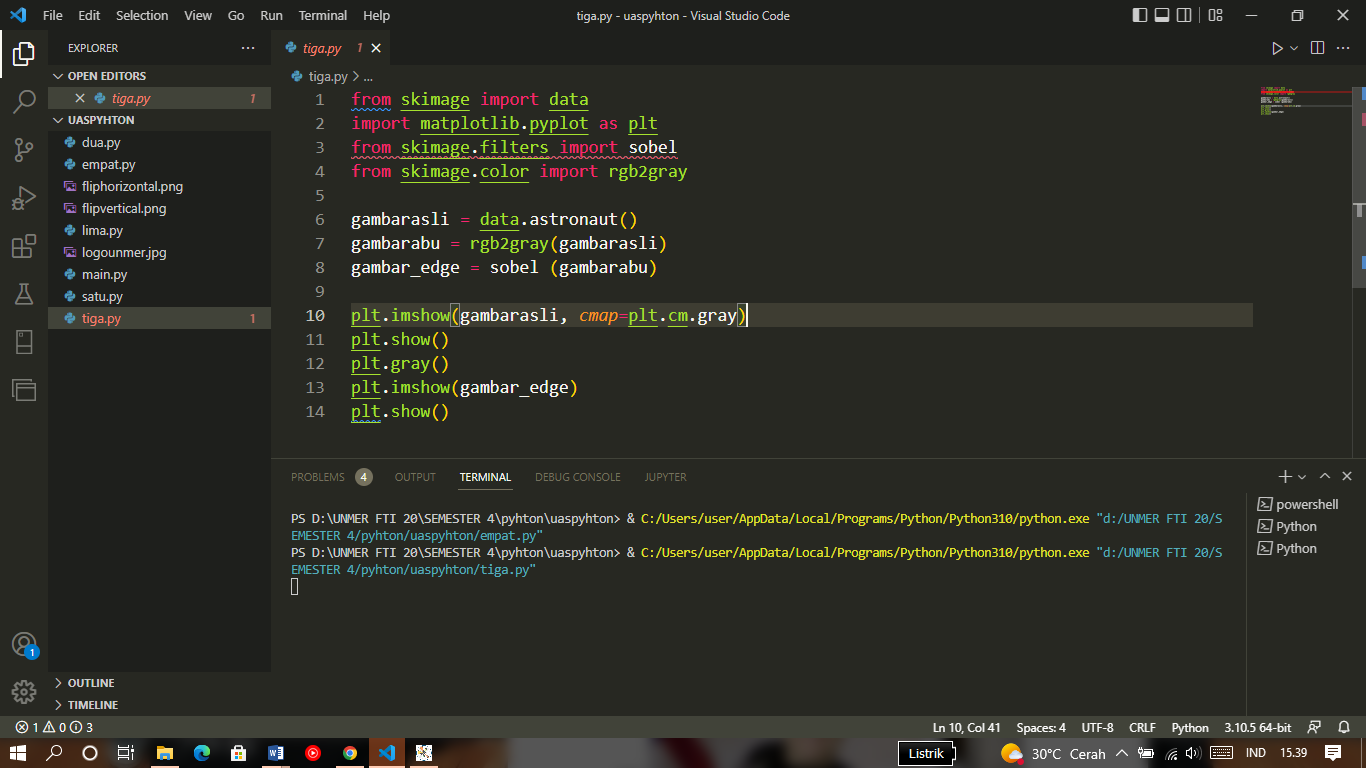 File Edit Selection View Go Run Terminal Help tiga.py - uaspyhton - Visual Studio Code
EXPLORER
OPEN EDITORS
tiga.py 1
UASPYHTON
dua.py
empat.py
fliphorizontal.png
flipvertical.png
lima.py
logounmer.jpg
main.py
satu.py
tiga.py 1
OUTLINE
TIMELINE
tiga.py 1
tiga.py > ...
1 from skimage import data
2 import matplotlib.pyplot as plt
3 from skimage.filters import sobel
4 from skimage.color import rgb2gray
5
6 gambarasli = data.astronaut()
7 gambarabu = rgb2gray(gambarasli)
8 gambar_edge = sobel (gambarabu)
9
10 plt.imshow(gambarasli, cmap=plt.cm.gray)
11 plt.show()
12 plt.gray()
13 plt.imshow(gambar_edge)
14 plt.show()
PROBLEMS 4 OUTPUT TERMINAL DEBUG CONSOLE JUPYTER
PS D:\UNMER FTI 20\SEMESTER 4\pyhton\uaspyhton> & C:/Users/user/AppData/Local/Programs/Python/Python310/python.exe "d:/UNMER FTI 20/S
EMESTER 4/pyhton/uaspyhton/empat.py"
PS D:\UNMER FTI 20\SEMESTER 4\pyhton\uaspyhton> & C:/Users/user/AppData/Local/Programs/Python/Python310/python.exe "d:/UNMER FTI 20/S
EMESTER 4/pyhton/uaspyhton/tiga.py"
powershell
Python
Python
1
1 0 3 Ln 10, Col 41 Spaces: 4 UTF-8 CRLF Python 3.10.5 64-bit
Listrik 30°C Cerah IND 15.39